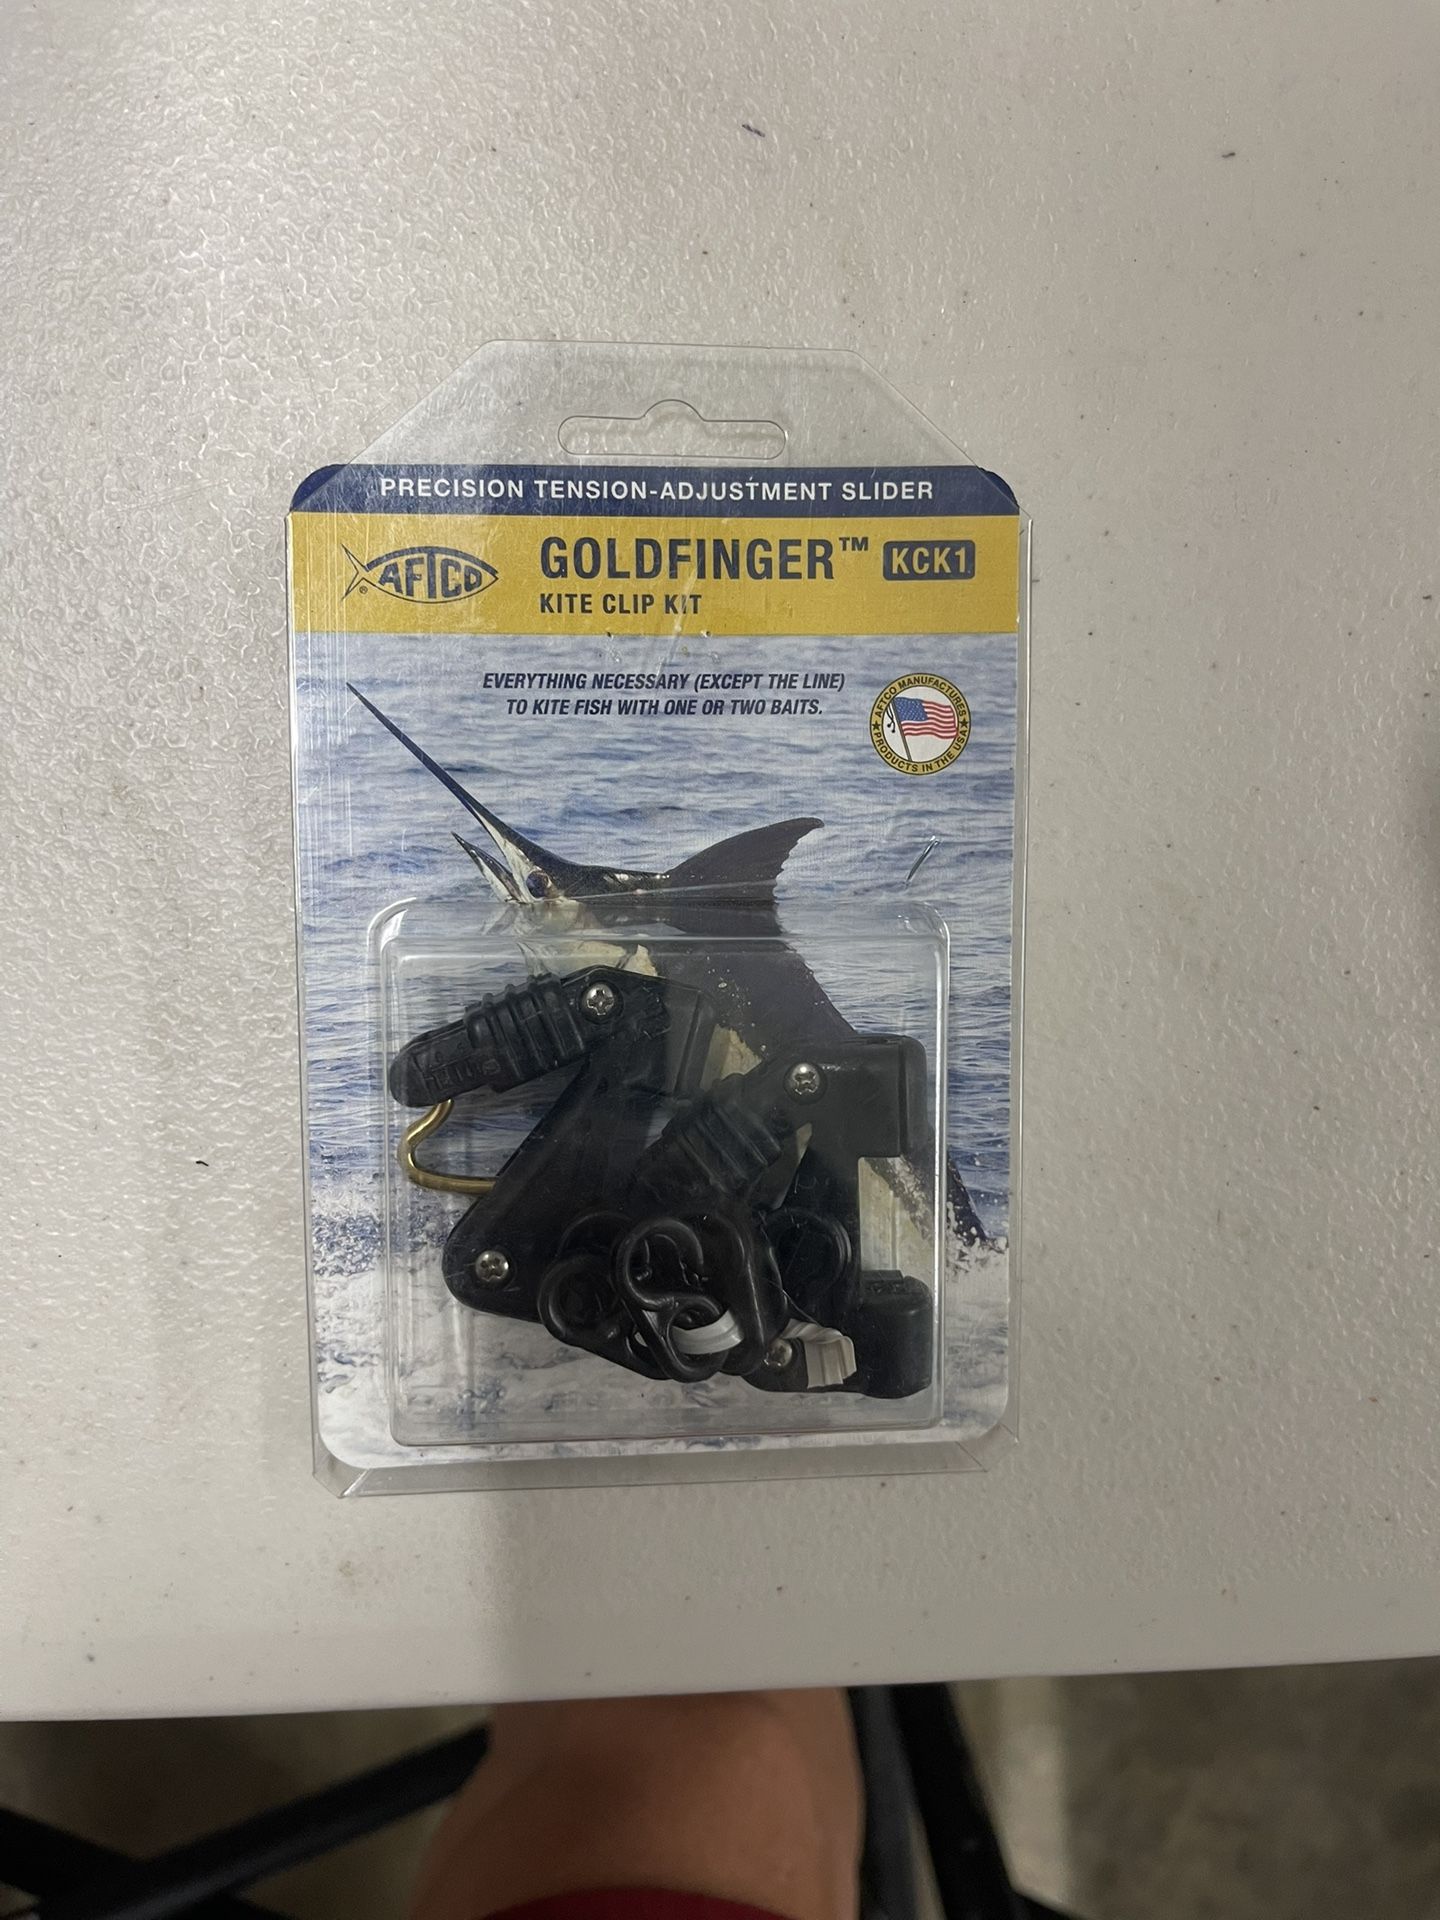 PRECISION TENSION-ADJUSTMENT SLIDER
AFTCO®
GOLDFINGER™ KCK1
KITE CLIP KIT
EVERYTHING NECESSARY (EXCEPT THE LINE)
TO KITE FISH WITH ONE OR TWO BAITS.
AFTCO MANUFACTURES
PRODUCTS IN THE USA